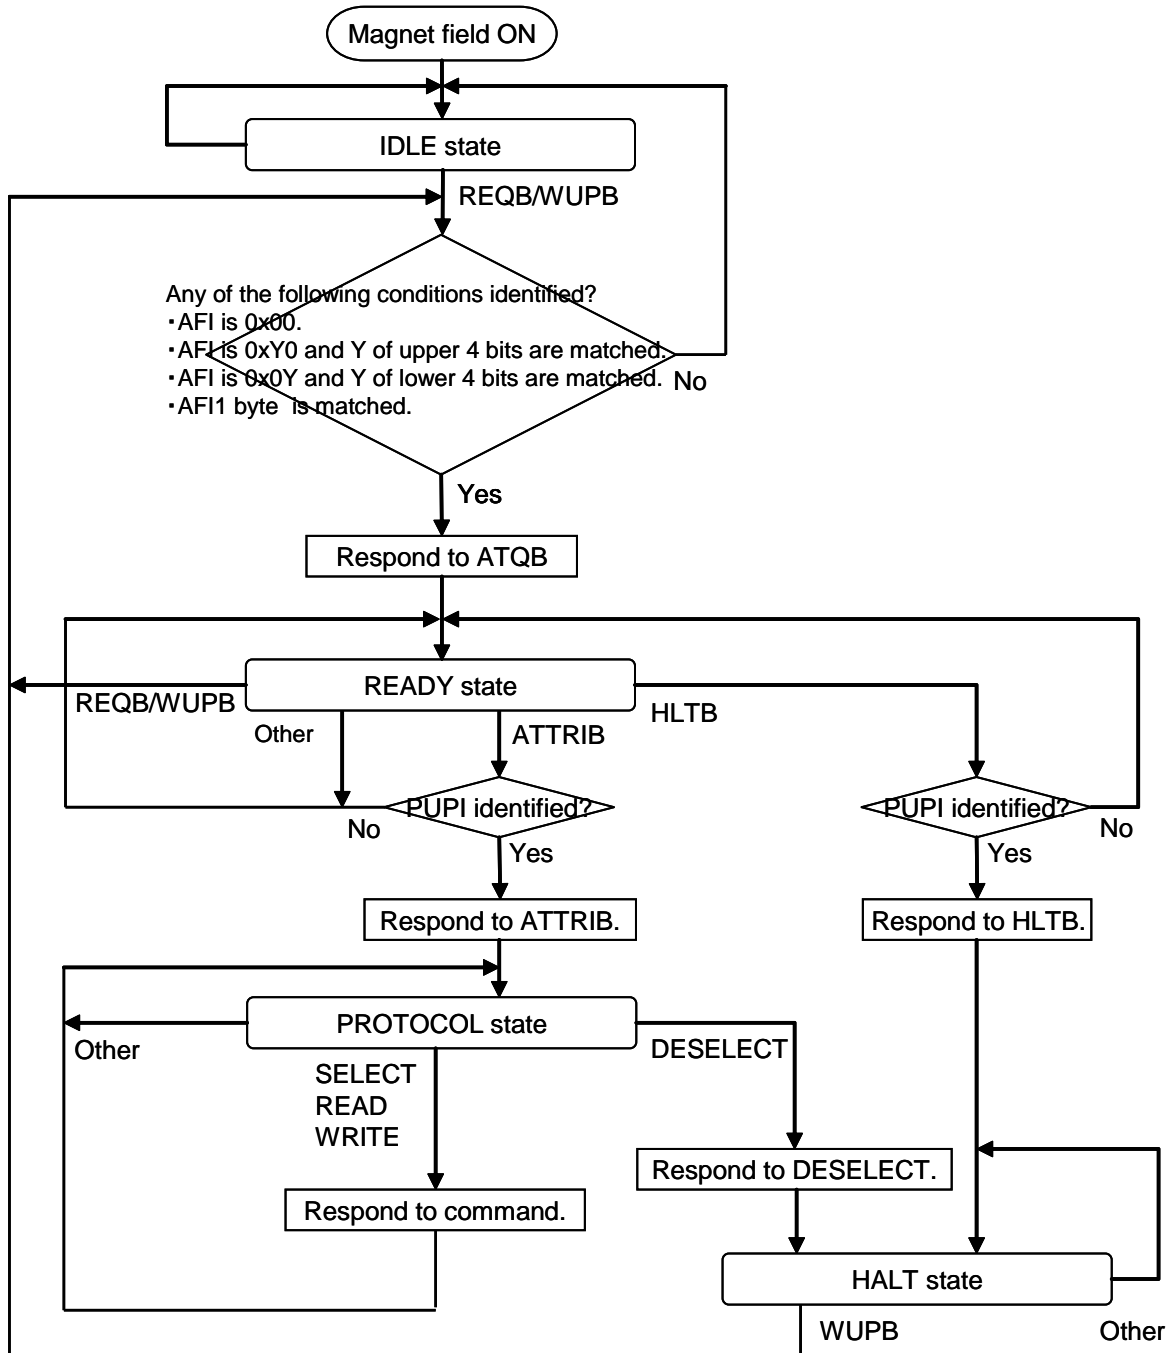 Magnet field ON
IDLE state
REQB/WUPB
Any of the following conditions identified?
・AFI is 0x00.
・AFI is 0xY0 and Y of upper 4 bits are matched.
・AFI is 0x0Y and Y of lower 4 bits are matched.
No
・AFI1 byte  is matched.
Yes
Respond to ATQB
READY state
REQB/WUPB
HLTB
Other
ATTRIB
PUPI identified?
PUPI identified?
No
No
Yes
Yes
Respond to ATTRIB.
Respond to HLTB.
PROTOCOL state
Other
DESELECT
SELECT
READ
WRITE
Respond to DESELECT.
Respond to command.
HALT state
WUPB
Other